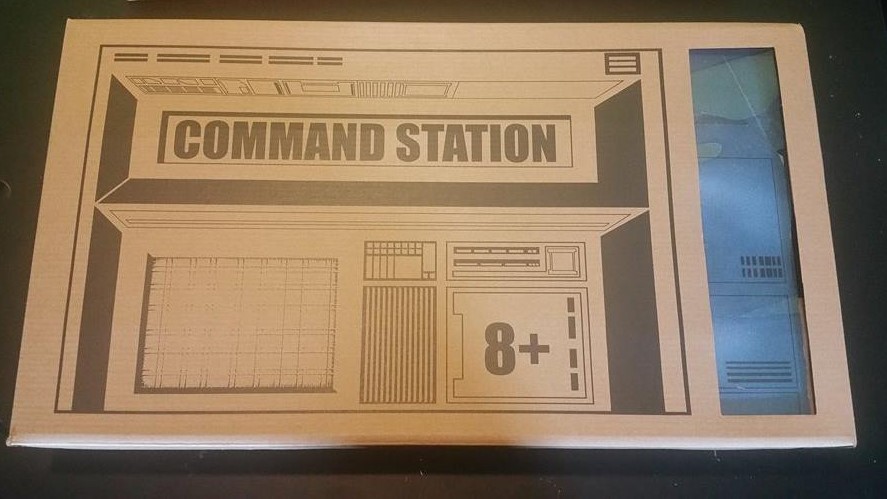 COMMAND STATION
8+